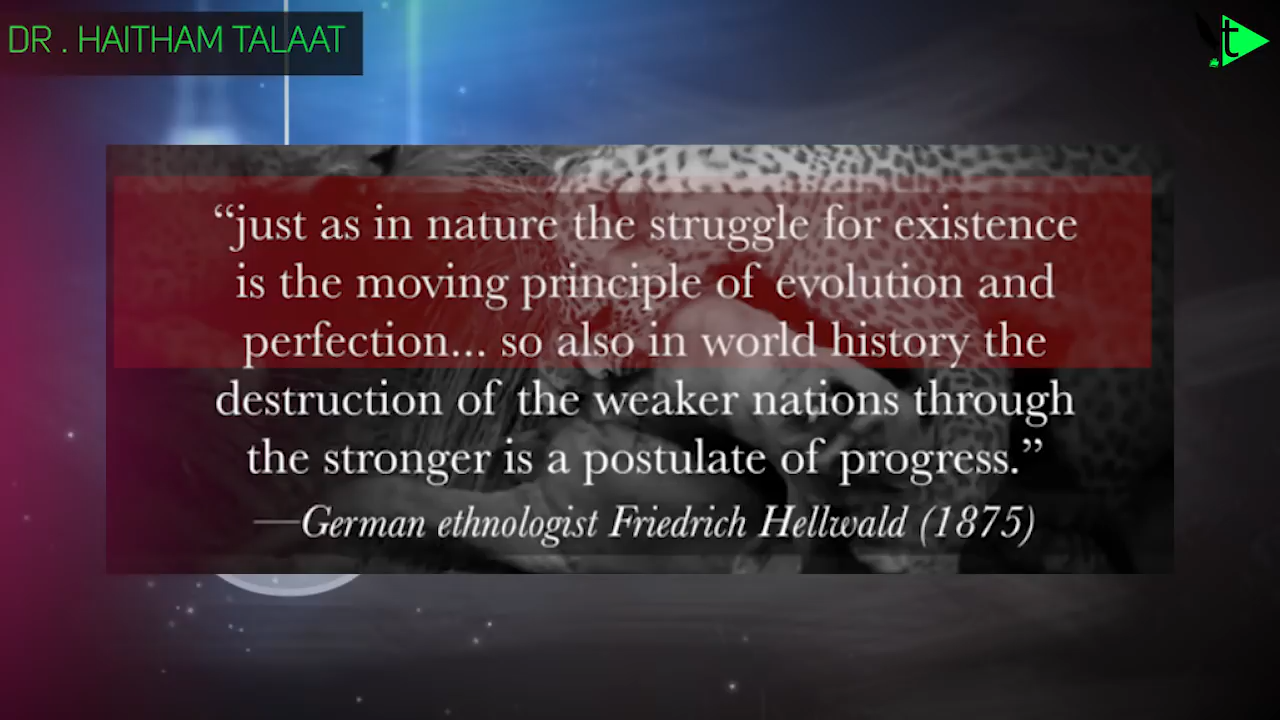 DR . HAITHAM TALAAT
t
“just as in nature the struggle for existence
is the moving principle of evolution and
perfection... so also in world history the
destruction of the weaker nations through
the stronger is a postulate of progress.”
—German ethnologist Friedrich Hellwald (1875)